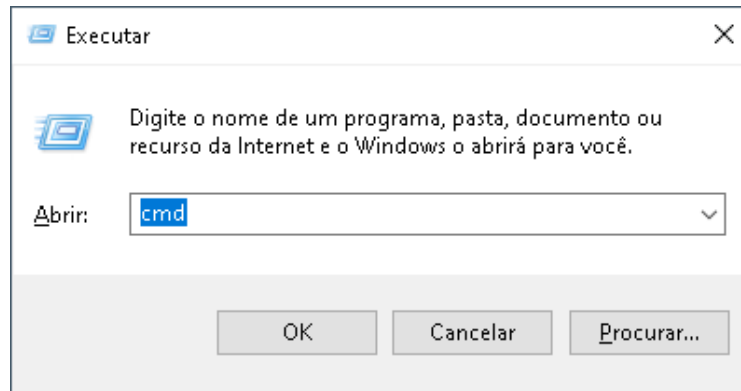 Executar
Digite o nome de um programa, pasta, documento ou
recurso da Internet e o Windows o abrirá para você.
Abrir: cmd
OK Cancelar Procurar...